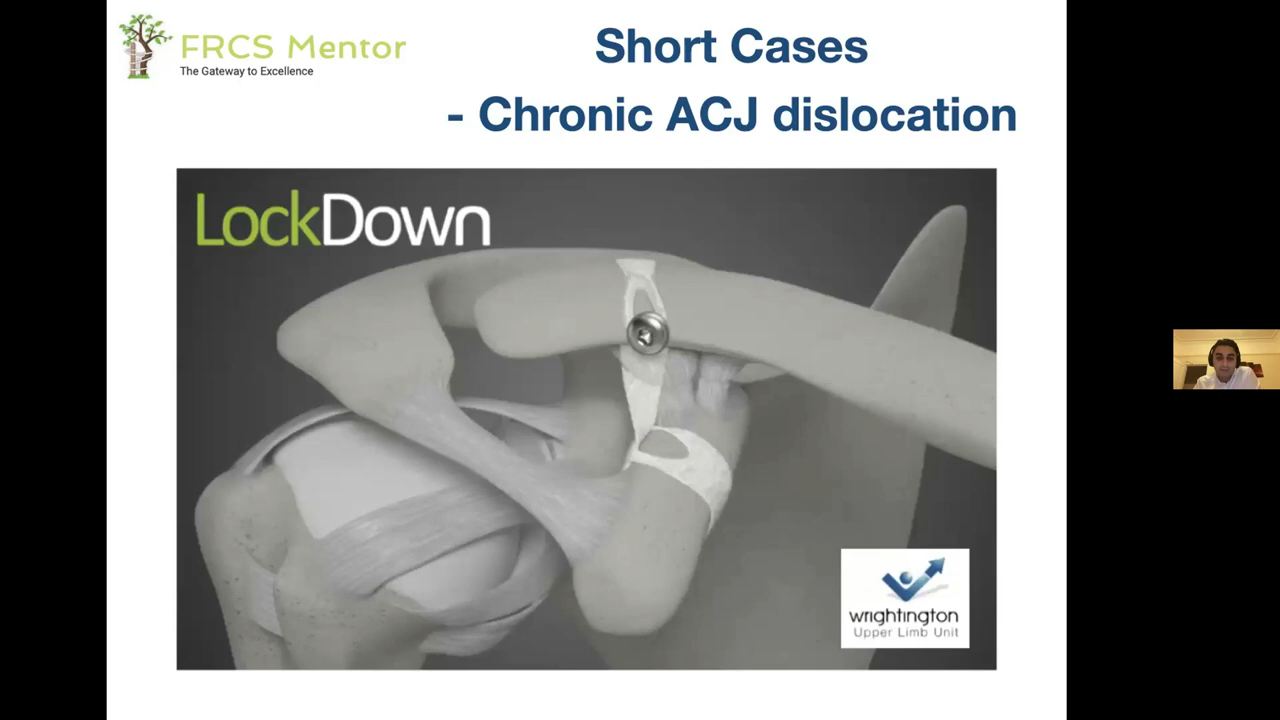 FRCS Mentor
The Gateway to Excellence
Short Cases
- Chronic ACJ dislocation
LockDown
wrightington
Upper Limb Unit